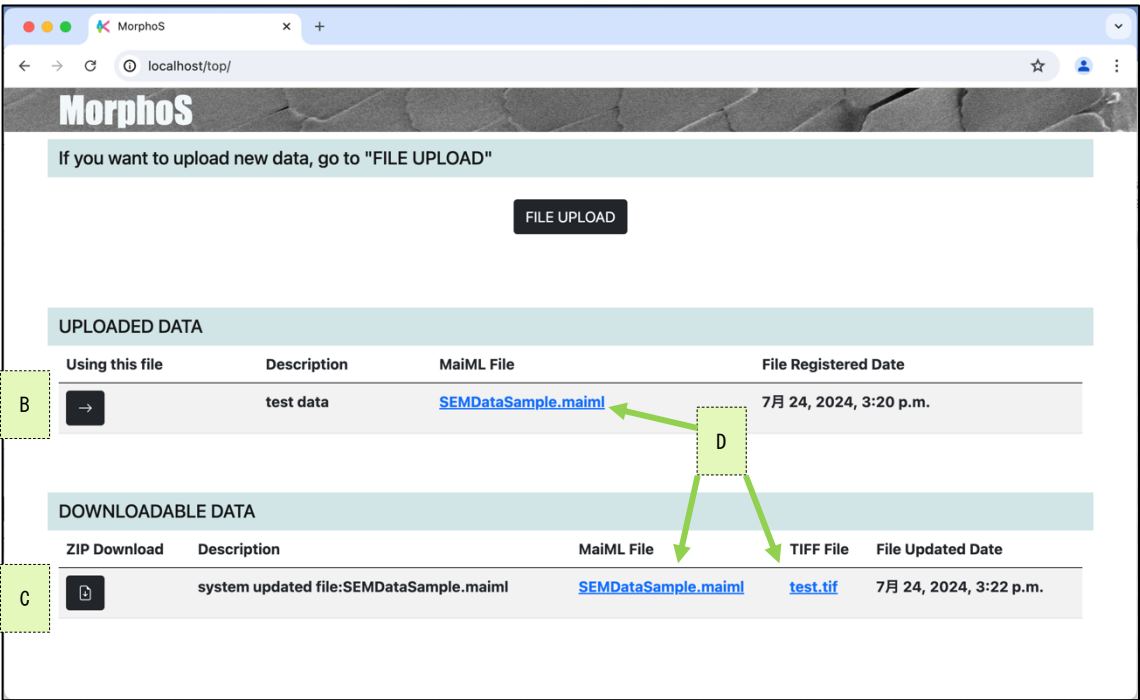 MorphoS
localhost/top/
MorphoS
If you want to upload new data, go to "FILE UPLOAD"
FILE UPLOAD
UPLOADED DATA
Using this file Description MaiML File File Registered Date
B
test data SEMDataSample.maiml 7月 24, 2024, 3:20 p.m.
D
DOWNLOADABLE DATA
ZIP Download Description MaiML File TIFF File File Updated Date
C
system updated file:SEMDataSample.maiml SEMDataSample.maiml test.tif 7月 24, 2024, 3:22 p.m.